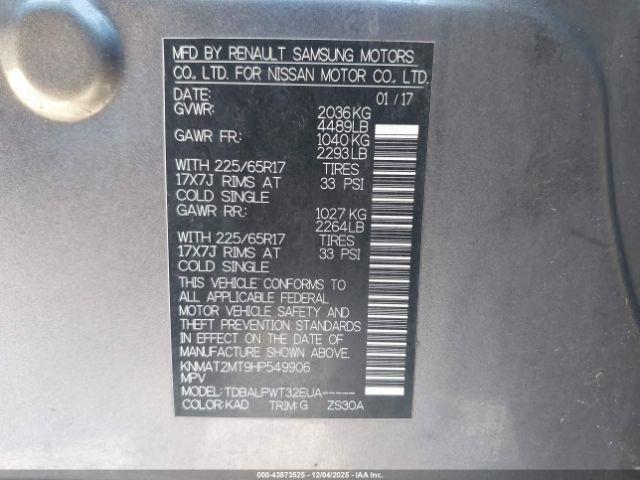 MFD BY RENAULT SAMSUNG MOTORS
CO., LTD. FOR NISSAN MOTOR CO., LTD.
DATE: 01/17
GVWR: 2036KG
4489LB
GAWR FR: 1040KG
2293LB
WITH 225/65R17 TIRES
17X7J RIMS AT 33 PSI
COLD SINGLE
GAWR RR: 1027KG
2264LB
WITH 225/65R17 TIRES
17X7J RIMS AT 33 PSI
COLD SINGLE
THIS VEHICLE CONFORMS TO
ALL APPLICABLE FEDERAL
MOTOR VEHICLE SAFETY AND
THEFT PREVENTION STANDARDS
IN EFFECT ON THE DATE OF
MANUFACTURE SHOWN ABOVE.
KNMAT2MT9HP549906
MPV
MODEL:TDBALPWT32EUA-----
COLOR:KAD TRIM:G ZS30A
000-43873525 - 12/04/2025 - IAA Inc.